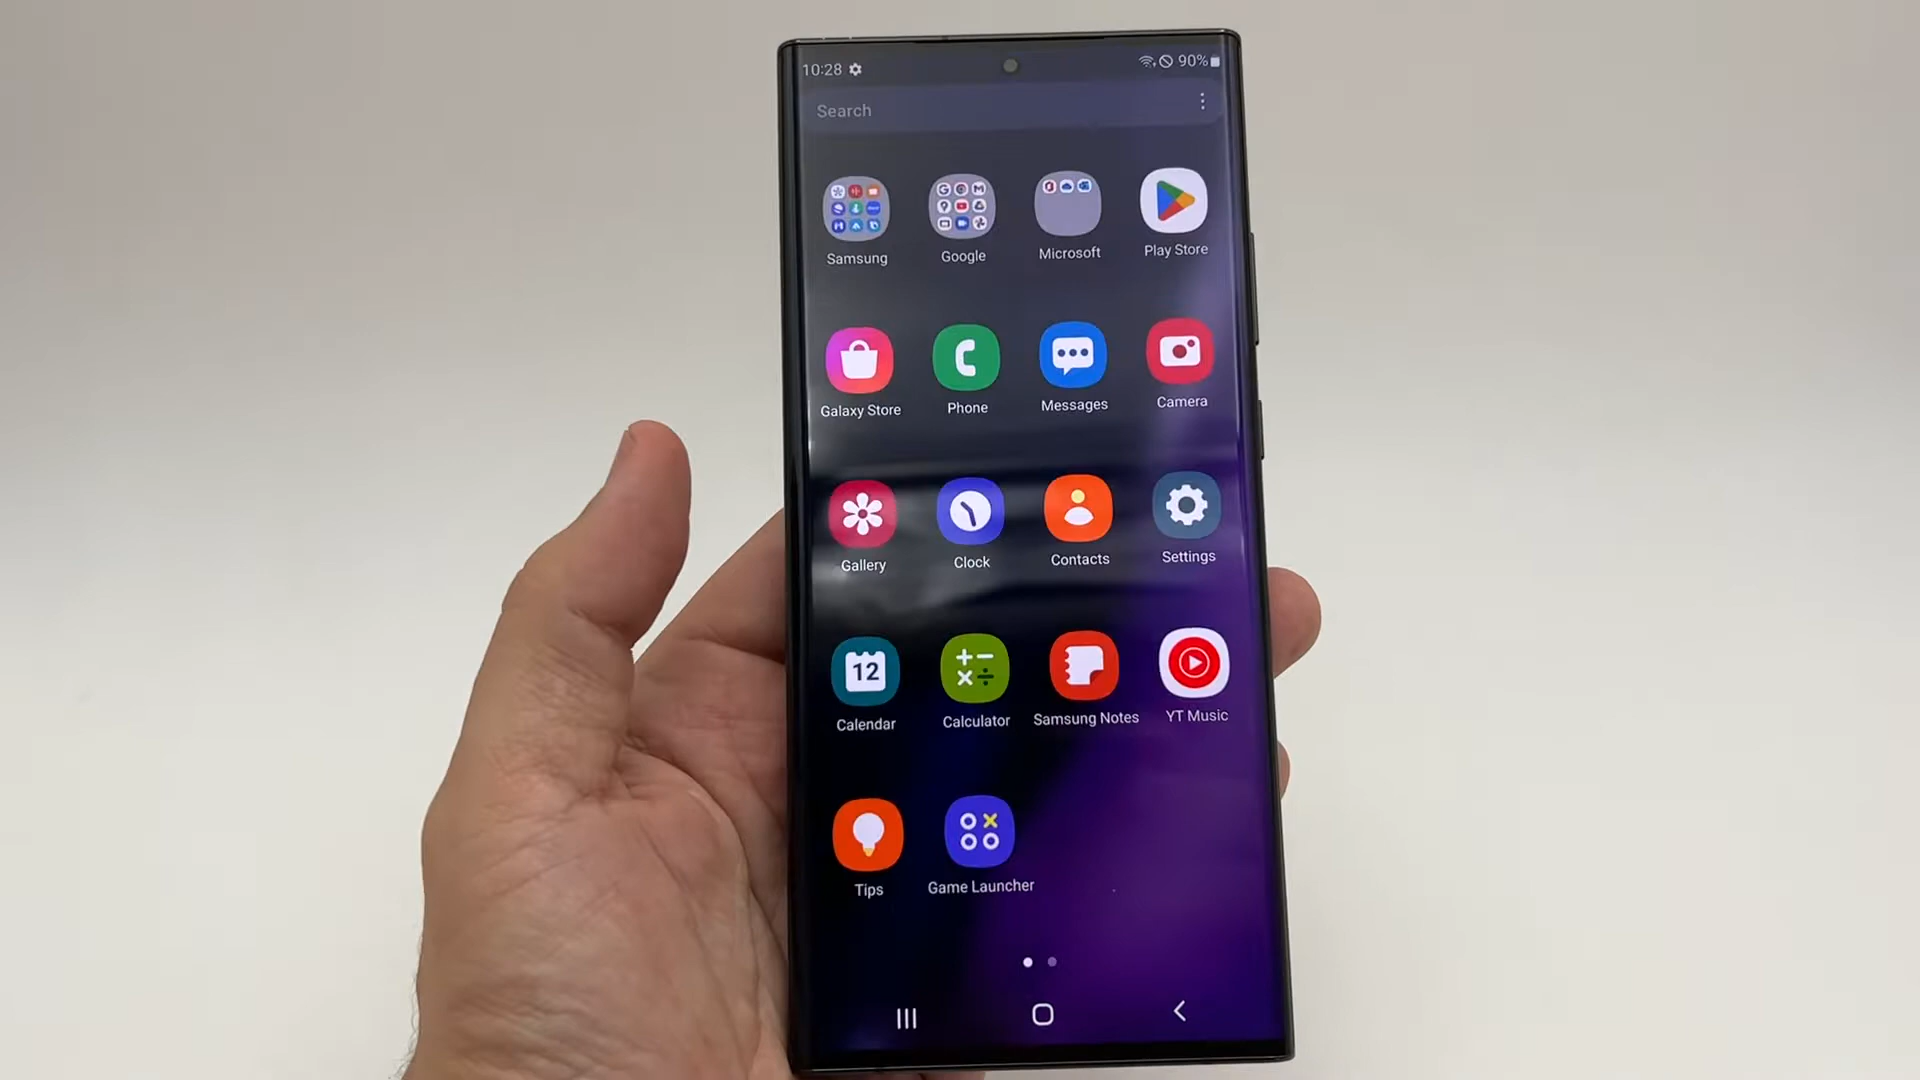 10:28 90%
Search
Samsung Google Microsoft Play Store
Galaxy Store Phone Messages Camera
Gallery Clock Contacts Settings
12
Calendar Calculator Samsung Notes YT Music
Tips Game Launcher